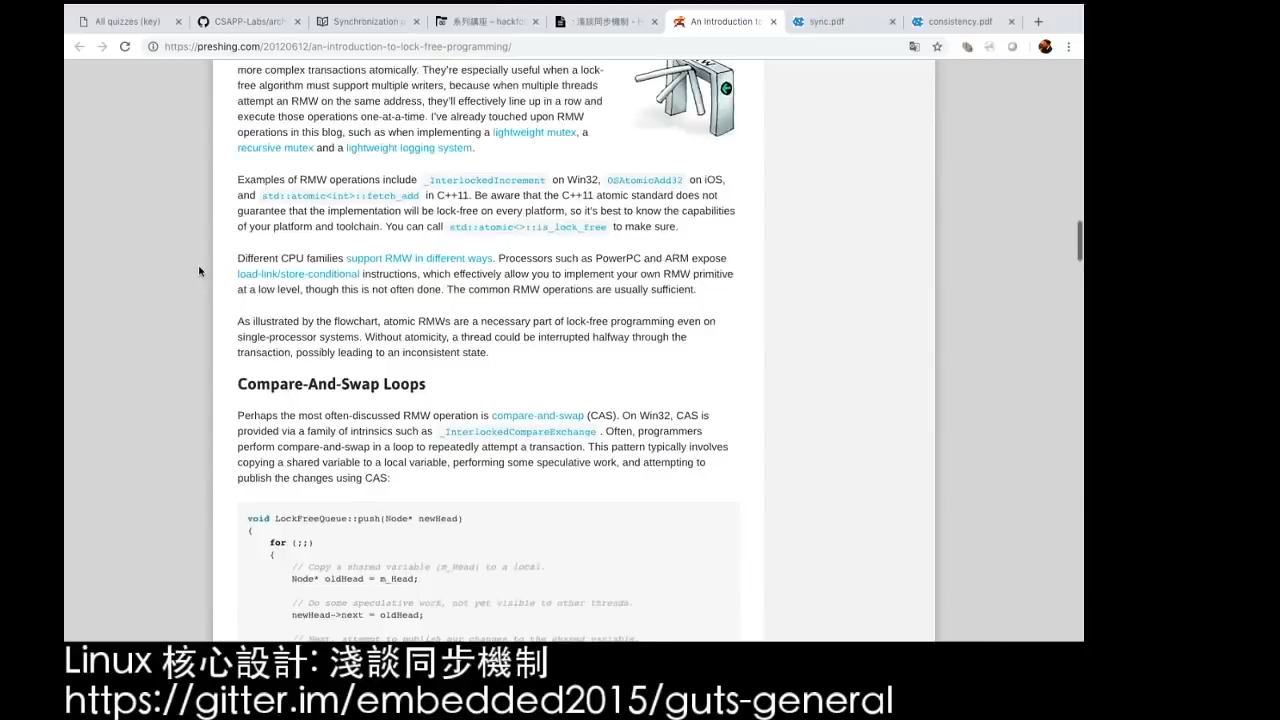 All quizzes (key)
CSAPP-Labs/arch
Synchronization
系列講座 – hackf
淺談同步機制 -
An Introduction to
sync.pdf
consistency.pdf
https://preshing.com/20120612/an-introduction-to-lock-free-programming/
more complex transactions atomically. They're especially useful when a lock-
free algorithm must support multiple writers, because when multiple threads
attempt an RMW on the same address, they'll effectively line up in a row and
execute those operations one-at-a-time. I've already touched upon RMW
operations in this blog, such as when implementing a lightweight mutex, a
recursive mutex and a lightweight logging system.
Examples of RMW operations include _InterlockedIncrement on Win32, OSAtomicAdd32 on iOS,
and std::atomic<int>::fetch_add in C++11. Be aware that the C++11 atomic standard does not
guarantee that the implementation will be lock-free on every platform, so it's best to know the capabilities
of your platform and toolchain. You can call std::atomic<>::is_lock_free to make sure.
Different CPU families support RMW in different ways. Processors such as PowerPC and ARM expose
load-link/store-conditional instructions, which effectively allow you to implement your own RMW primitive
at a low level, though this is not often done. The common RMW operations are usually sufficient.
As illustrated by the flowchart, atomic RMWs are a necessary part of lock-free programming even on
single-processor systems. Without atomicity, a thread could be interrupted halfway through the
transaction, possibly leading to an inconsistent state.
Compare-And-Swap Loops
Perhaps the most often-discussed RMW operation is compare-and-swap (CAS). On Win32, CAS is
provided via a family of intrinsics such as _InterlockedCompareExchange . Often, programmers
perform compare-and-swap in a loop to repeatedly attempt a transaction. This pattern typically involves
copying a shared variable to a local variable, performing some speculative work, and attempting to
publish the changes using CAS:
void LockFreeQueue::push(Node* newHead)
{
for (;;)
{
// Copy a shared variable (m_Head) to a local.
Node* oldHead = m_Head;
// Do some speculative work, not yet visible to other threads.
newHead->next = oldHead;
// Next, attempt to publish our changes to the shared variable.
Linux 核心設計: 淺談同步機制
https://gitter.im/embedded2015/guts-general